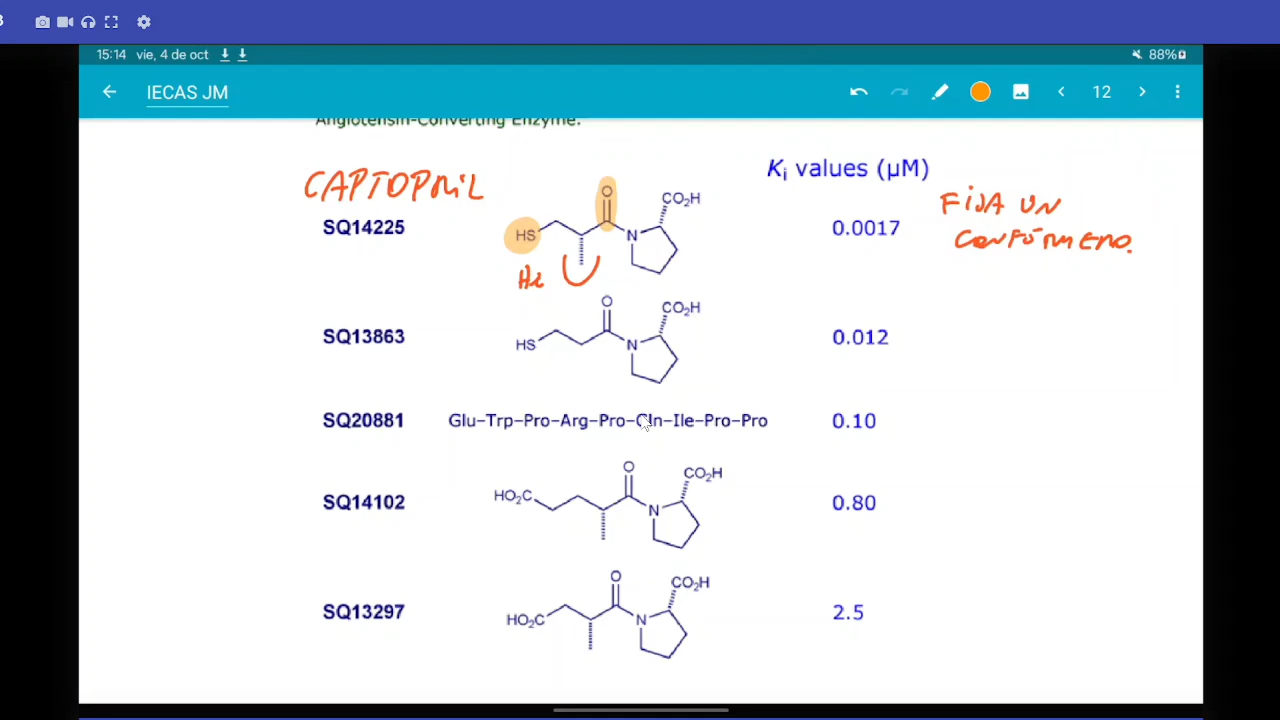 3
15:14 vie, 4 de oct 88%
IECAS JM 12
Angiotensin-Converting Enzyme.
Ki values (μM)
CAPTOPRIL
SQ14225
HS
O
N
CO2H
0.0017
FIJA UN
CONFÓRMERO.
Me
SQ13863
HS
O
N
CO2H
0.012
SQ20881 Glu–Trp–Pro–Arg–Pro–Gln–Ile–Pro–Pro 0.10
SQ14102
HO2C
O
N
CO2H
0.80
SQ13297
HO2C
O
N
CO2H
2.5